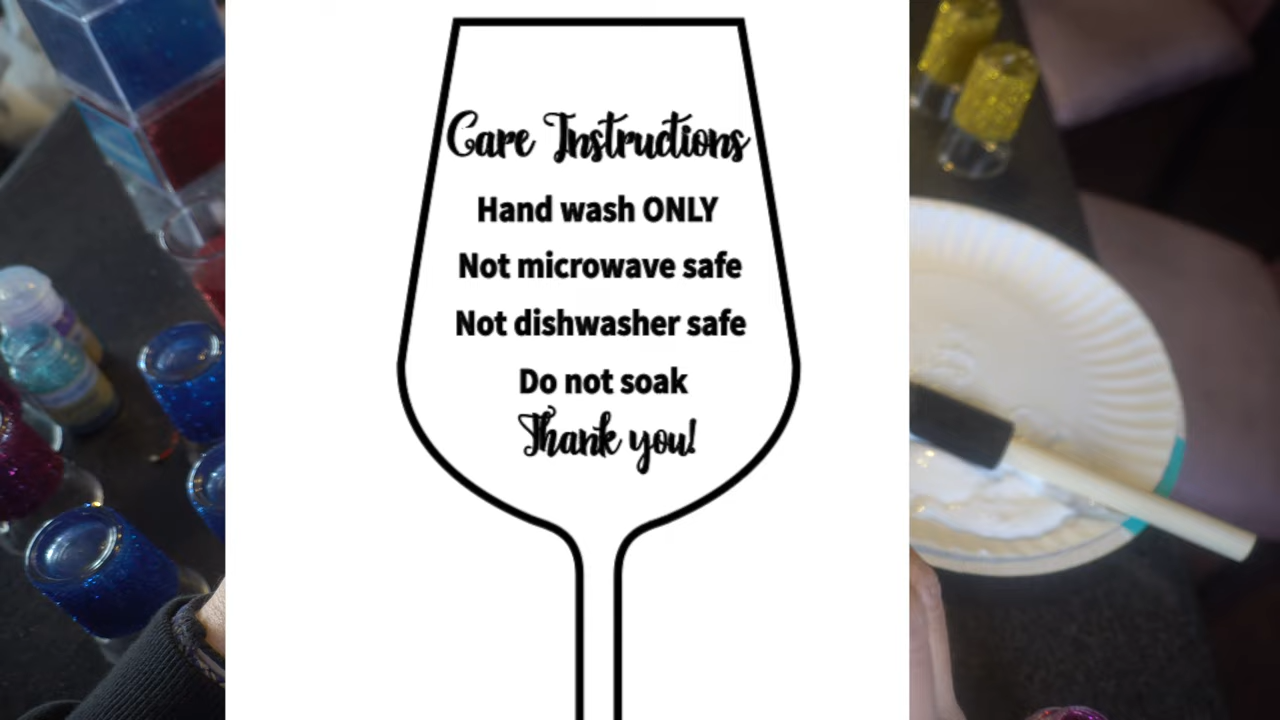 Care Instructions
Hand wash ONLY
Not microwave safe
Not dishwasher safe
Do not soak
Thank you!